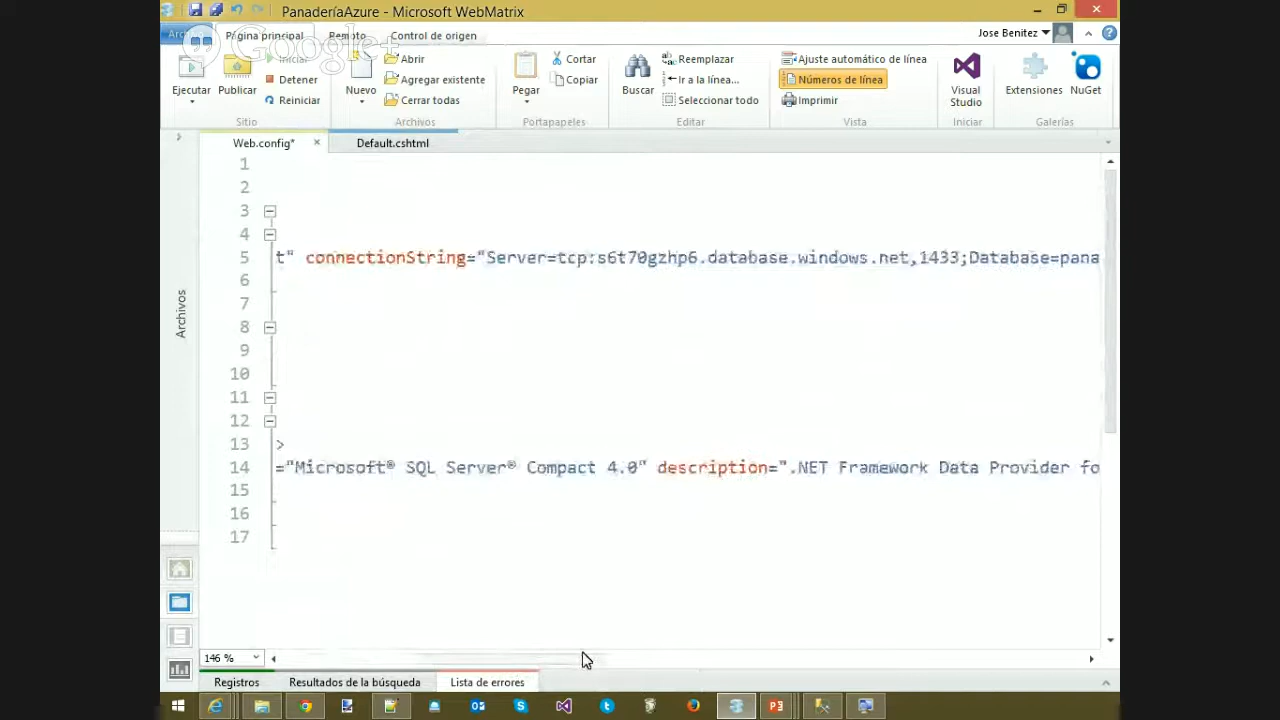 PanaderíaAzure - Microsoft WebMatrix
Archivo Página principal Remoto Control de origen Jose Benitez
Google+
Iniciar Abrir Cortar Reemplazar Ajuste automático de línea
Detener Agregar existente Copiar Ir a la línea... Números de línea
Ejecutar Publicar Reiniciar Nuevo Cerrar todas Pegar Buscar Seleccionar todo Imprimir Visual Studio Extensiones NuGet
Sitio Archivos Portapapeles Editar Vista Iniciar Galerías
Web.config* Default.cshtml
Archivos
1
2
3
4
5 t" connectionString="Server=tcp:s6t70gzhp6.database.windows.net,1433;Database=pana
6
7
8
9
10
11
12
13 >
14 ="Microsoft® SQL Server® Compact 4.0" description=".NET Framework Data Provider fo
15
16
17
146 %
Registros Resultados de la búsqueda Lista de errores